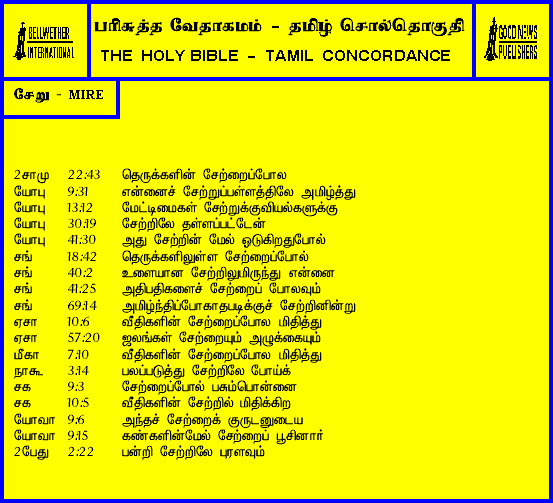 BELLWETHER
INTERNATIONAL
பரிசுத்த வேதாகமம் - தமிழ் சொல்தொகுதி
THE HOLY BIBLE - TAMIL CONCORDANCE
GOOD NEWS
PUBLISHERS
சேறு - MIRE
2சாமு 22:43 தெருக்களின் சேற்றைப்போல
யோபு 9:31 என்னைச் சேற்றுப்பள்ளத்திலே அமிழ்த்து
யோபு 13:12 மேட்டிமைகள் சேற்றுக்குவியல்களுக்கு
யோபு 30:19 சேற்றிலே தள்ளப்பட்டேன்
யோபு 41:30 அது சேற்றின் மேல் ஓடுகிறதுபோல்
சங் 18:42 தெருக்களிலுள்ள சேற்றைப்போல்
சங் 40:2 உளையான சேற்றிலுமிருந்து என்னை
சங் 41:25 அதிபதிகளைச் சேற்றைப் போலவும்
சங் 69:14 அமிழ்ந்திப்போகாதபடிக்குச் சேற்றினின்று
ஏசா 10:6 வீதிகளின் சேற்றைப்போல மிதித்து
ஏசா 57:20 ஜலங்கள் சேற்றையும் அழுக்கையும்
மீகா 7:10 வீதிகளின் சேற்றைப்போல மிதித்து
நாகூ 3:14 பலப்படுத்து சேற்றிலே போய்க்
சக 9:3 சேற்றைப்போல் பசும்பொன்னை
சக 10:5 வீதிகளின் சேற்றில் மிதிக்கிற
யோவா 9:6 அந்தச் சேற்றைக் குருடனுடைய
யோவா 9:15 கண்களின்மேல் சேற்றைப் பூசினார்
2பேது 2:22 பன்றி சேற்றிலே புரளவும்